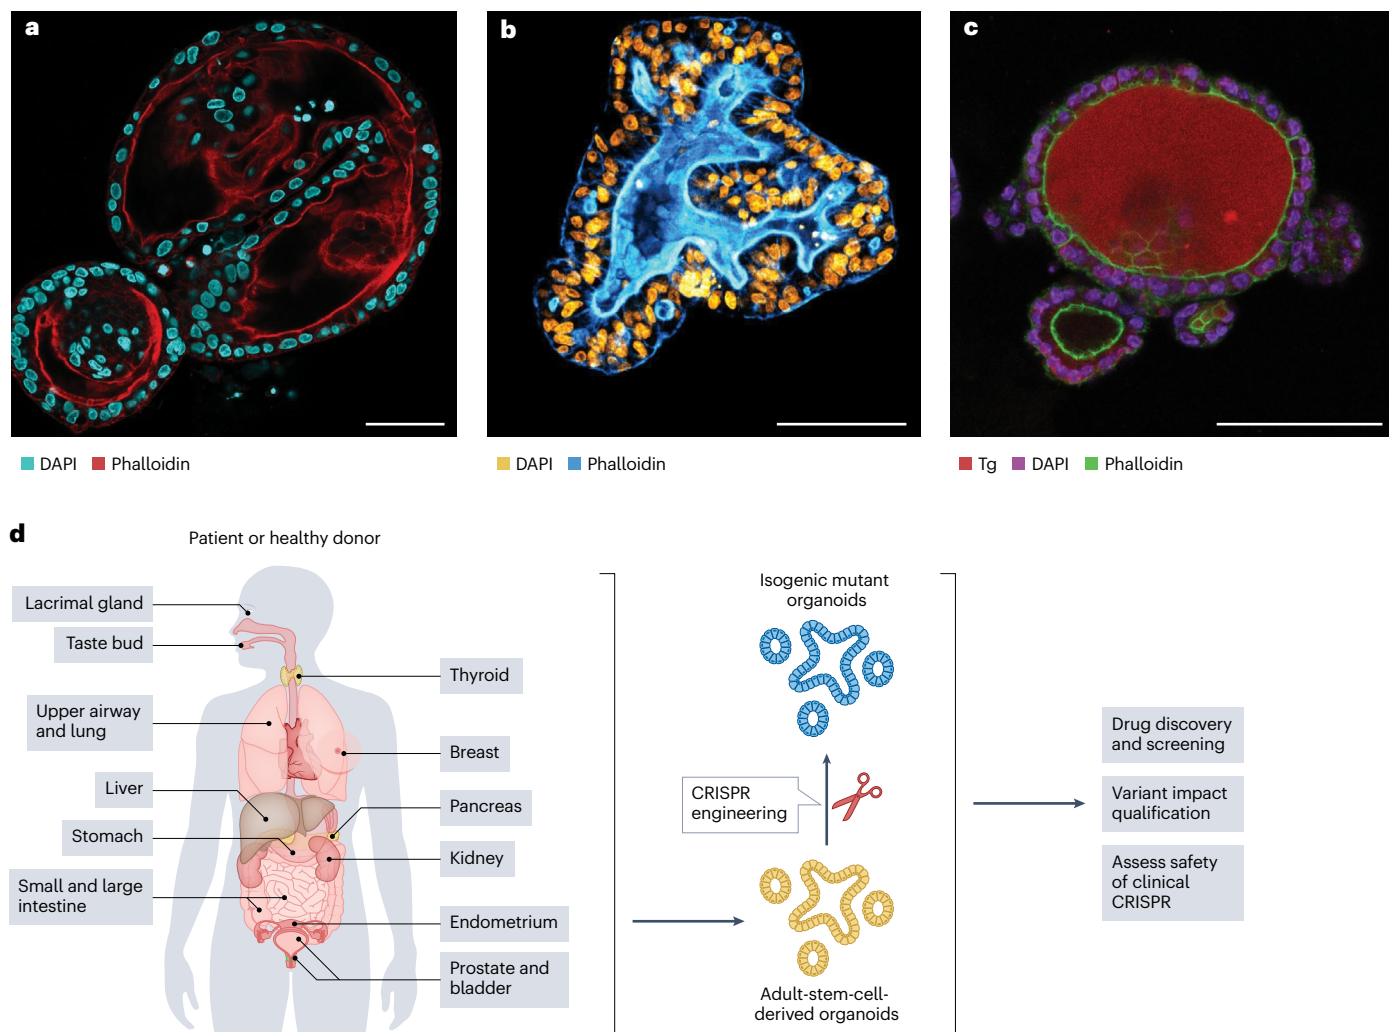 a
b
c
DAPI Phalloidin
DAPI Phalloidin
Tg DAPI Phalloidin
d
Patient or healthy donor
Lacrimal gland
Taste bud
Upper airway
and lung
Liver
Stomach
Small and large
intestine
Thyroid
Breast
Pancreas
Kidney
Endometrium
Prostate and
bladder
Isogenic mutant
organoids
CRISPR
engineering
Adult-stem-cell-
derived organoids
Drug discovery
and screening
Variant impact
qualification
Assess safety
of clinical
CRISPR